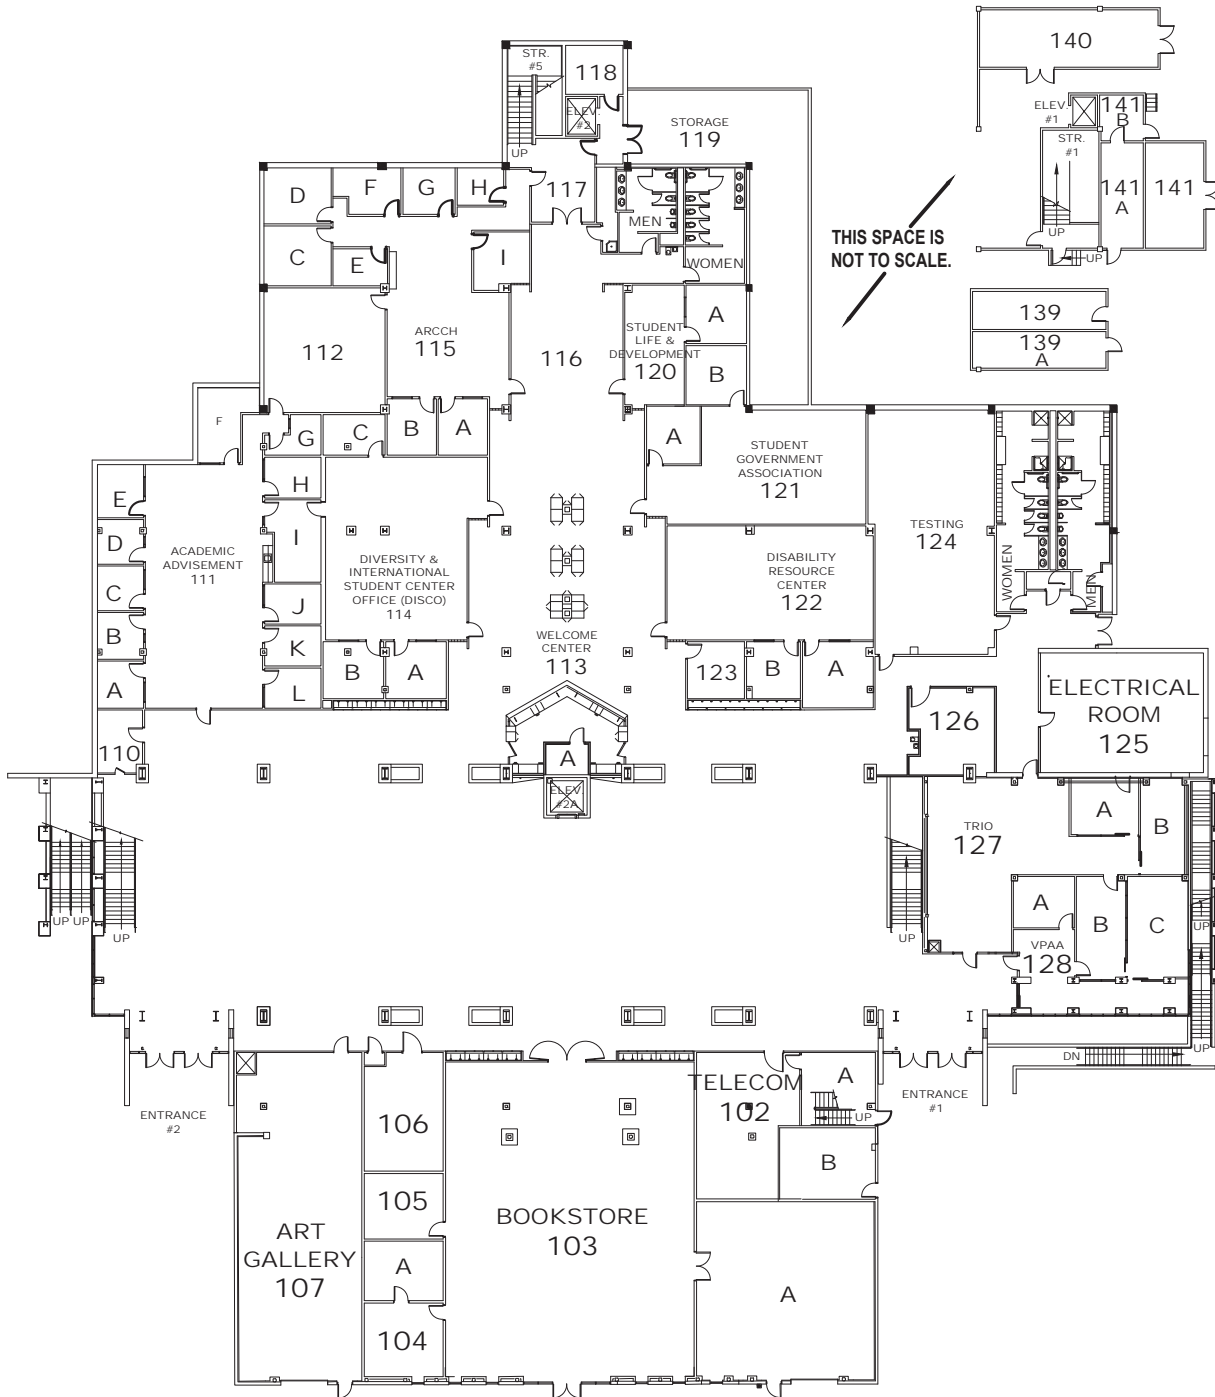 140
STR.
#5
118
ELEV.
#2
UP
STORAGE
119
ELEV.
#1
141
B
STR.
#1
141
A
141
UP
UP
D
F
G
H
117
MEN
WOMEN
C
E
I
THIS SPACE IS
NOT TO SCALE.
139
139
A
112
ARCCH
115
116
STUDENT
LIFE &
DEVELOPMENT
120
A
B
F
G
C
B
A
A
STUDENT
GOVERNMENT
ASSOCIATION
121
TESTING
124
WOMEN
MEN
E
D
C
B
A
ACADEMIC
ADVISEMENT
111
H
I
J
K
L
DIVERSITY &
INTERNATIONAL
STUDENT CENTER
OFFICE (DISCO)
114
B
A
WELCOME
CENTER
113
DISABILITY
RESOURCE
CENTER
122
123
B
A
126
ELECTRICAL
ROOM
125
110
A
ELEV.
#2A
UP
UP
UP
UP
TRIO
127
A
B
A
B
C
VPAA
128
UP
UP
DN
ENTRANCE
#2
ENTRANCE
#1
TELECOM
102
A
UP
B
106
105
A
104
ART
GALLERY
107
BOOKSTORE
103
A